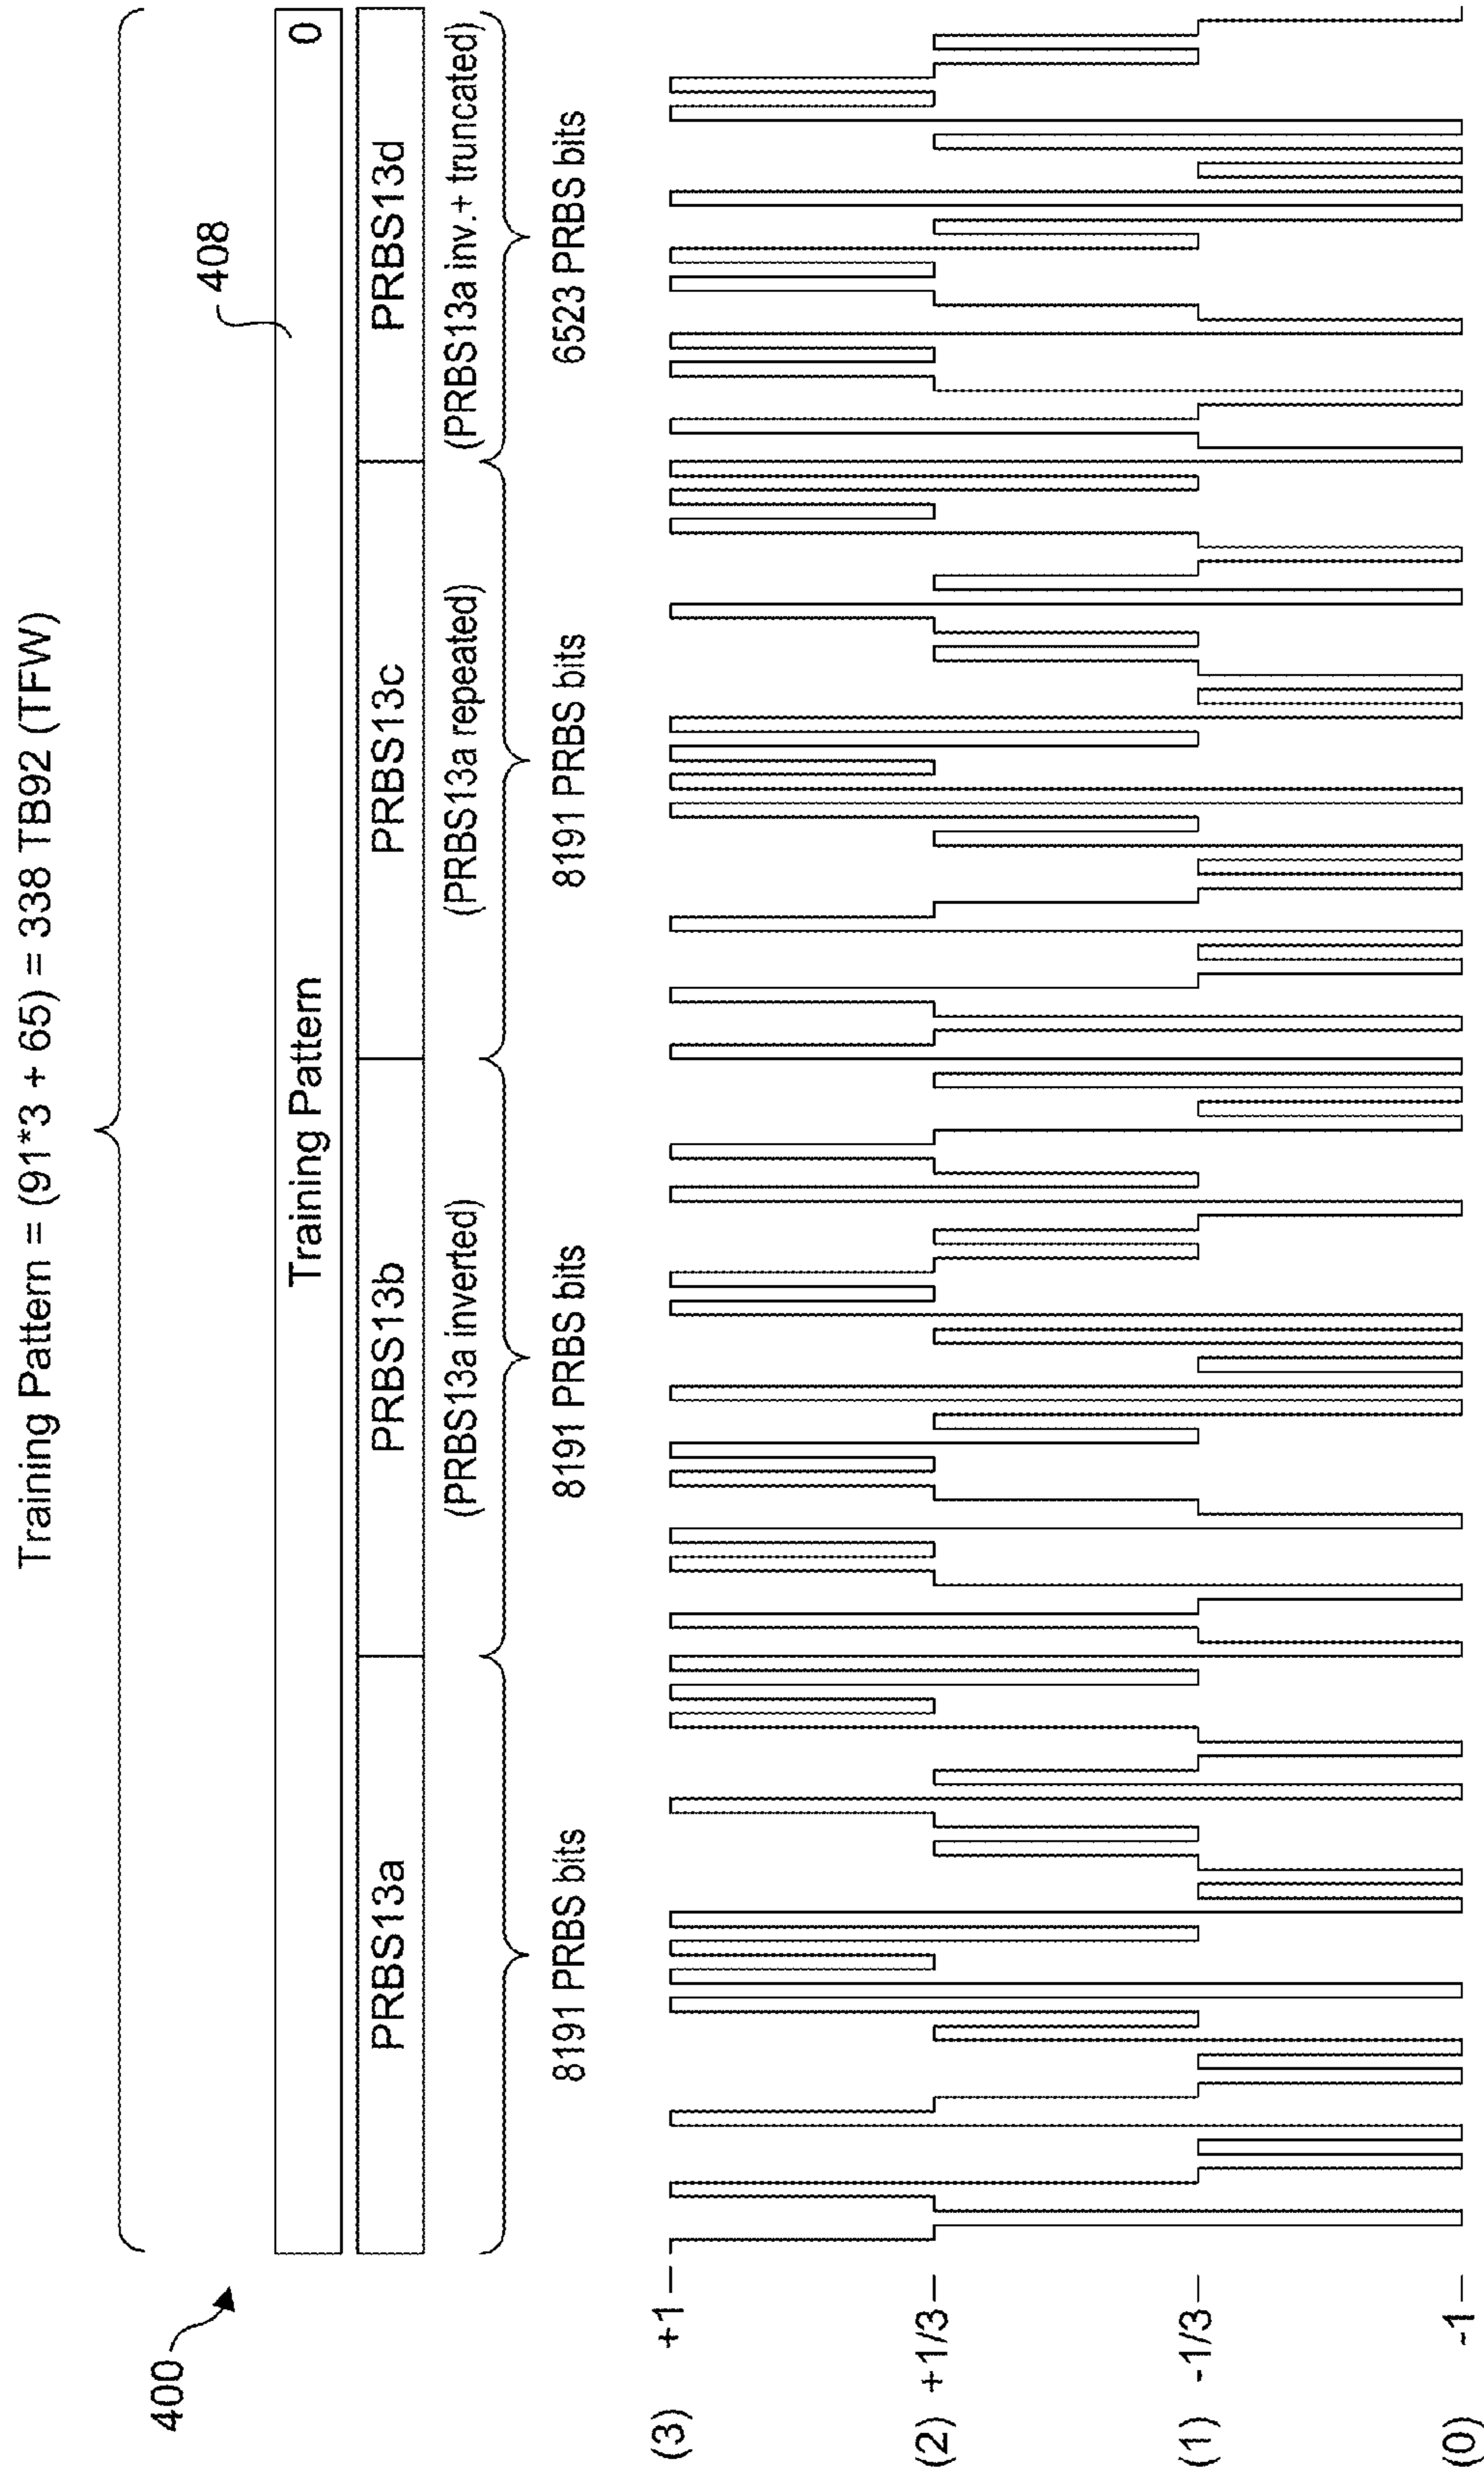 Training Pattern = (91*3 + 65) = 338 TB92 (TFW)
400
408
Training Pattern
0
PRBS13a
PRBS13b
PRBS13c
PRBS13d
(PRBS13a inverted)
(PRBS13a repeated)
(PRBS13a inv.+ truncated)
8191 PRBS bits
8191 PRBS bits
8191 PRBS bits
6523 PRBS bits
(3) +1
(2) +1/3
(1) -1/3
(0) -1